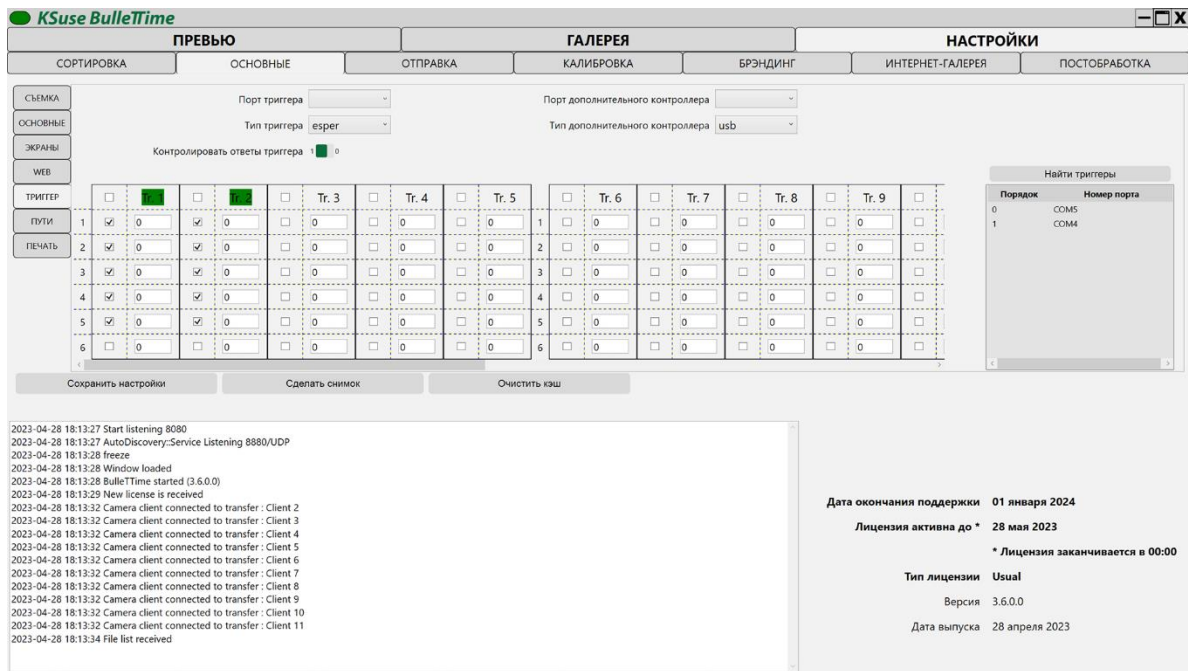 KSuse BulleTTime
ПРЕВЬЮ ГАЛЕРЕЯ НАСТРОЙКИ
СОРТИРОВКА ОСНОВНЫЕ ОТПРАВКА КАЛИБРОВКА БРЭНДИНГ ИНТЕРНЕТ-ГАЛЕРЕЯ ПОСТОБРАБОТКА
СЪЕМКА
ОСНОВНЫЕ
ЭКРАНЫ
WEB
ТРИГГЕР
ПУТИ
ПЕЧАТЬ
Порт триггера Порт дополнительного контроллера
Тип триггера esper Тип дополнительного контроллера usb
Контролировать ответы триггера 1 0
Найти триггеры
Порядок Номер порта
0 COM5
1 COM4
Tr. 1 Tr. 2 Tr. 3 Tr. 4 Tr. 5 Tr. 6 Tr. 7 Tr. 8 Tr. 9
1 0 0 0 0 0 1 0 0 0 0
2 0 0 0 0 0 2 0 0 0 0
3 0 0 0 0 0 3 0 0 0 0
4 0 0 0 0 0 4 0 0 0 0
5 0 0 0 0 0 5 0 0 0 0
6 0 0 0 0 0 6 0 0 0 0
Сохранить настройки Сделать снимок Очистить кэш
2023-04-28 18:13:27 Start listening 8080
2023-04-28 18:13:27 AutoDiscovery::Service Listening 8880/UDP
2023-04-28 18:13:28 freeze
2023-04-28 18:13:28 Window loaded
2023-04-28 18:13:28 BulleTTime started (3.6.0.0)
2023-04-28 18:13:29 New license is received
2023-04-28 18:13:32 Camera client connected to transfer : Client 2
2023-04-28 18:13:32 Camera client connected to transfer : Client 3
2023-04-28 18:13:32 Camera client connected to transfer : Client 4
2023-04-28 18:13:32 Camera client connected to transfer : Client 5
2023-04-28 18:13:32 Camera client connected to transfer : Client 6
2023-04-28 18:13:32 Camera client connected to transfer : Client 7
2023-04-28 18:13:32 Camera client connected to transfer : Client 8
2023-04-28 18:13:32 Camera client connected to transfer : Client 9
2023-04-28 18:13:32 Camera client connected to transfer : Client 10
2023-04-28 18:13:32 Camera client connected to transfer : Client 11
2023-04-28 18:13:34 File list received
Дата окончания поддержки 01 января 2024
Лицензия активна до * 28 мая 2023
* Лицензия заканчивается в 00:00
Тип лицензии Usual
Версия 3.6.0.0
Дата выпуска 28 апреля 2023